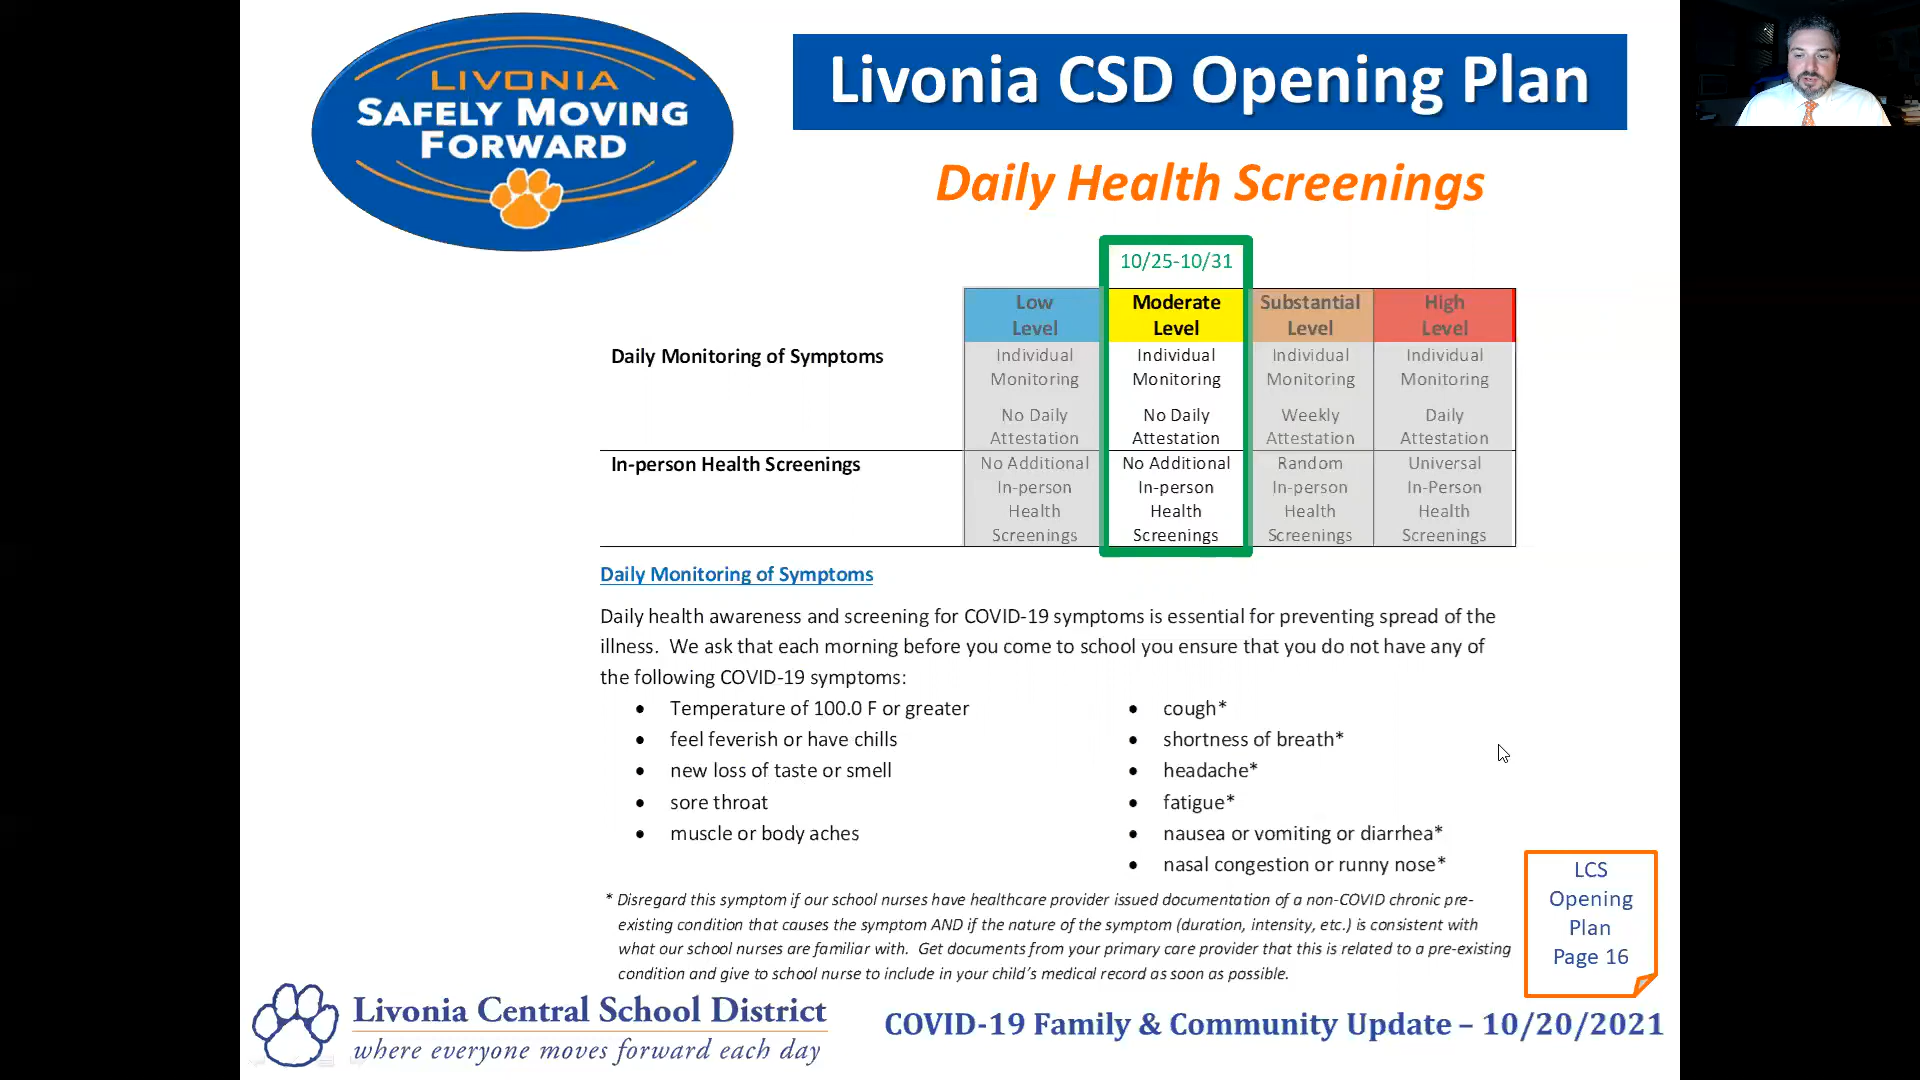 LIVONIA
SAFELY MOVING
FORWARD
Livonia CSD Opening Plan
Daily Health Screenings
10/25-10/31
Low
Level
Moderate
Level
Substantial
Level
High
Level
Daily Monitoring of Symptoms
Individual
Monitoring
No Daily
Attestation
Individual
Monitoring
No Daily
Attestation
Individual
Monitoring
Weekly
Attestation
Individual
Monitoring
Daily
Attestation
In-person Health Screenings
No Additional
In-person
Health
Screenings
No Additional
In-person
Health
Screenings
Random
In-person
Health
Screenings
Universal
In-Person
Health
Screenings
Daily Monitoring of Symptoms
Daily health awareness and screening for COVID-19 symptoms is essential for preventing spread of the
illness. We ask that each morning before you come to school you ensure that you do not have any of
the following COVID-19 symptoms:
• Temperature of 100.0 F or greater
• feel feverish or have chills
• new loss of taste or smell
• sore throat
• muscle or body aches
• cough*
• shortness of breath*
• headache*
• fatigue*
• nausea or vomiting or diarrhea*
• nasal congestion or runny nose*
* Disregard this symptom if our school nurses have healthcare provider issued documentation of a non-COVID chronic pre-
existing condition that causes the symptom AND if the nature of the symptom (duration, intensity, etc.) is consistent with
what our school nurses are familiar with. Get documents from your primary care provider that this is related to a pre-existing
condition and give to school nurse to include in your child's medical record as soon as possible.
LCS
Opening
Plan
Page 16
Livonia Central School District
where everyone moves forward each day
COVID-19 Family & Community Update – 10/20/2021